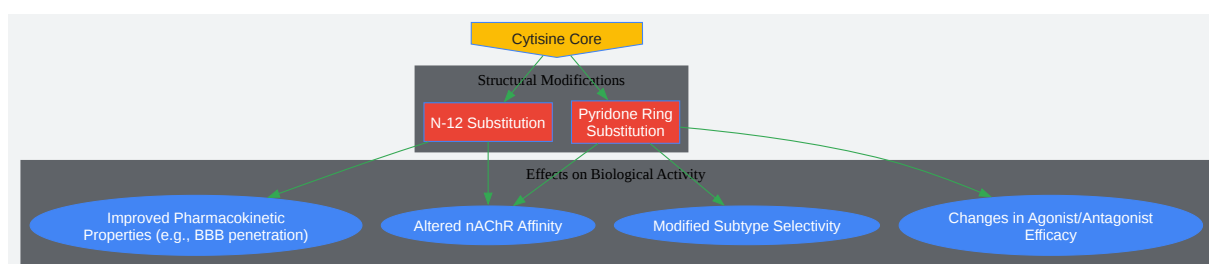 Cytisine Core
Structural Modifications
N-12 Substitution
Pyridone Ring
Substitution
Effects on Biological Activity
Improved Pharmacokinetic
Properties (e.g., BBB penetration)
Altered nAChR Affinity
Modified Subtype Selectivity
Changes in Agonist/Antagonist
Efficacy